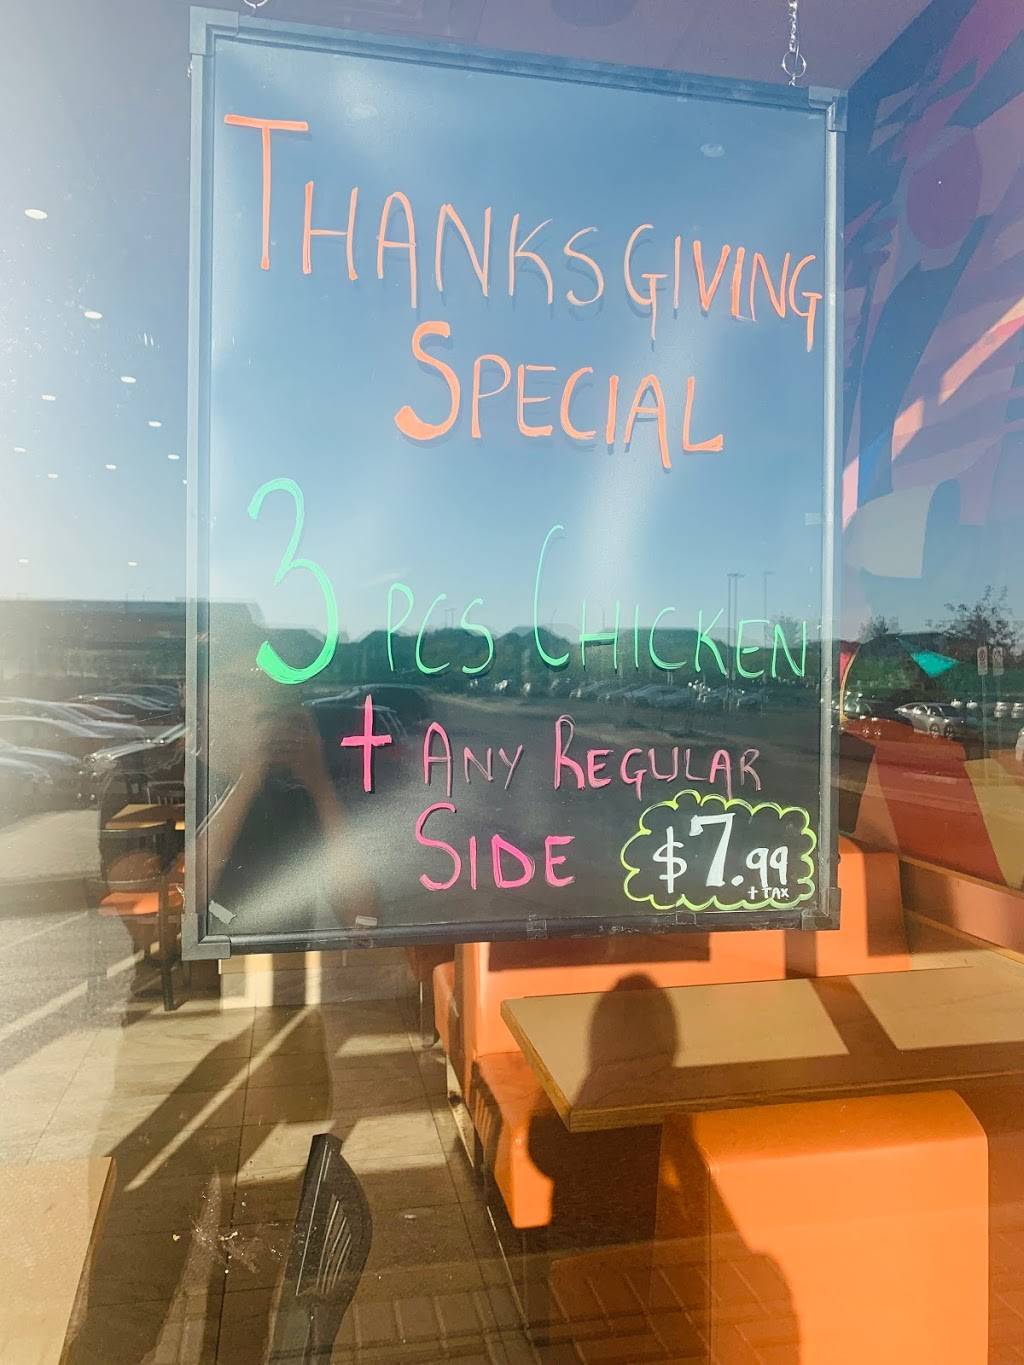 THANKSGIVING
SPECIAL
3 PCS CHICKEN
+ ANY REGULAR
SIDE
$7.99
+ TAX